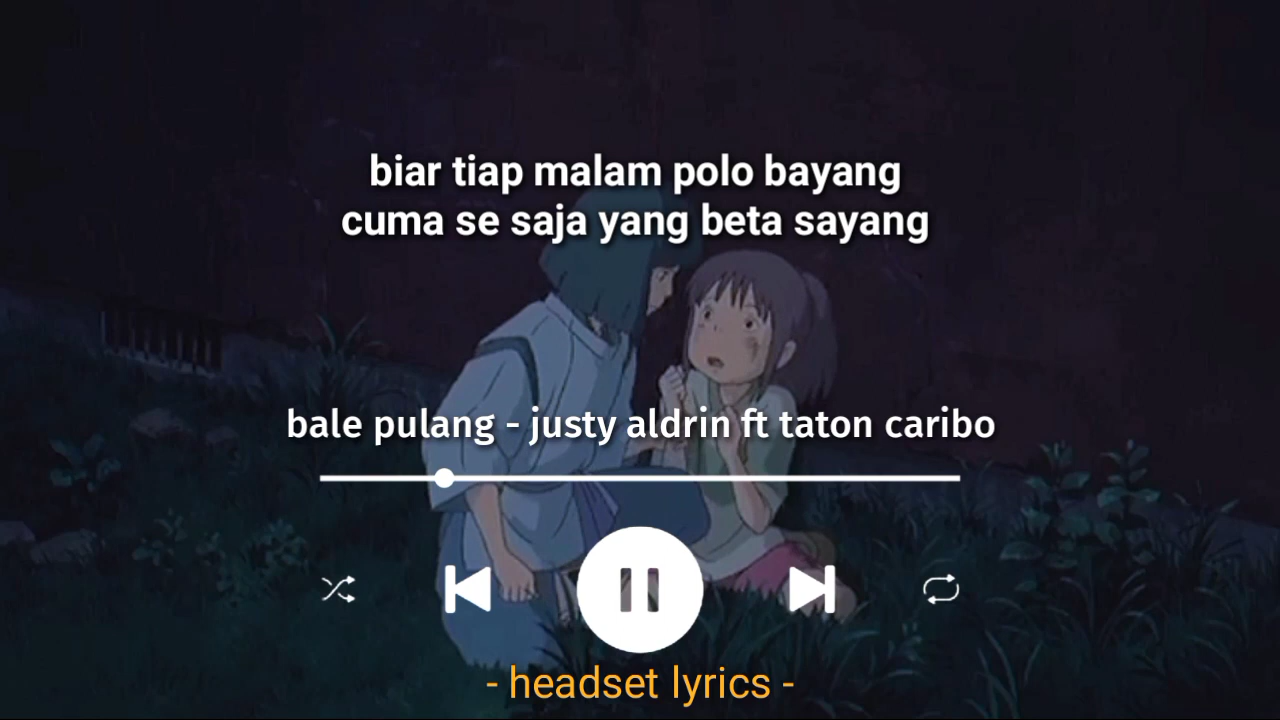 biar tiap malam polo bayang
cuma se saja yang beta sayang
bale pulang - justy aldrin ft taton caribo
- headset lyrics -